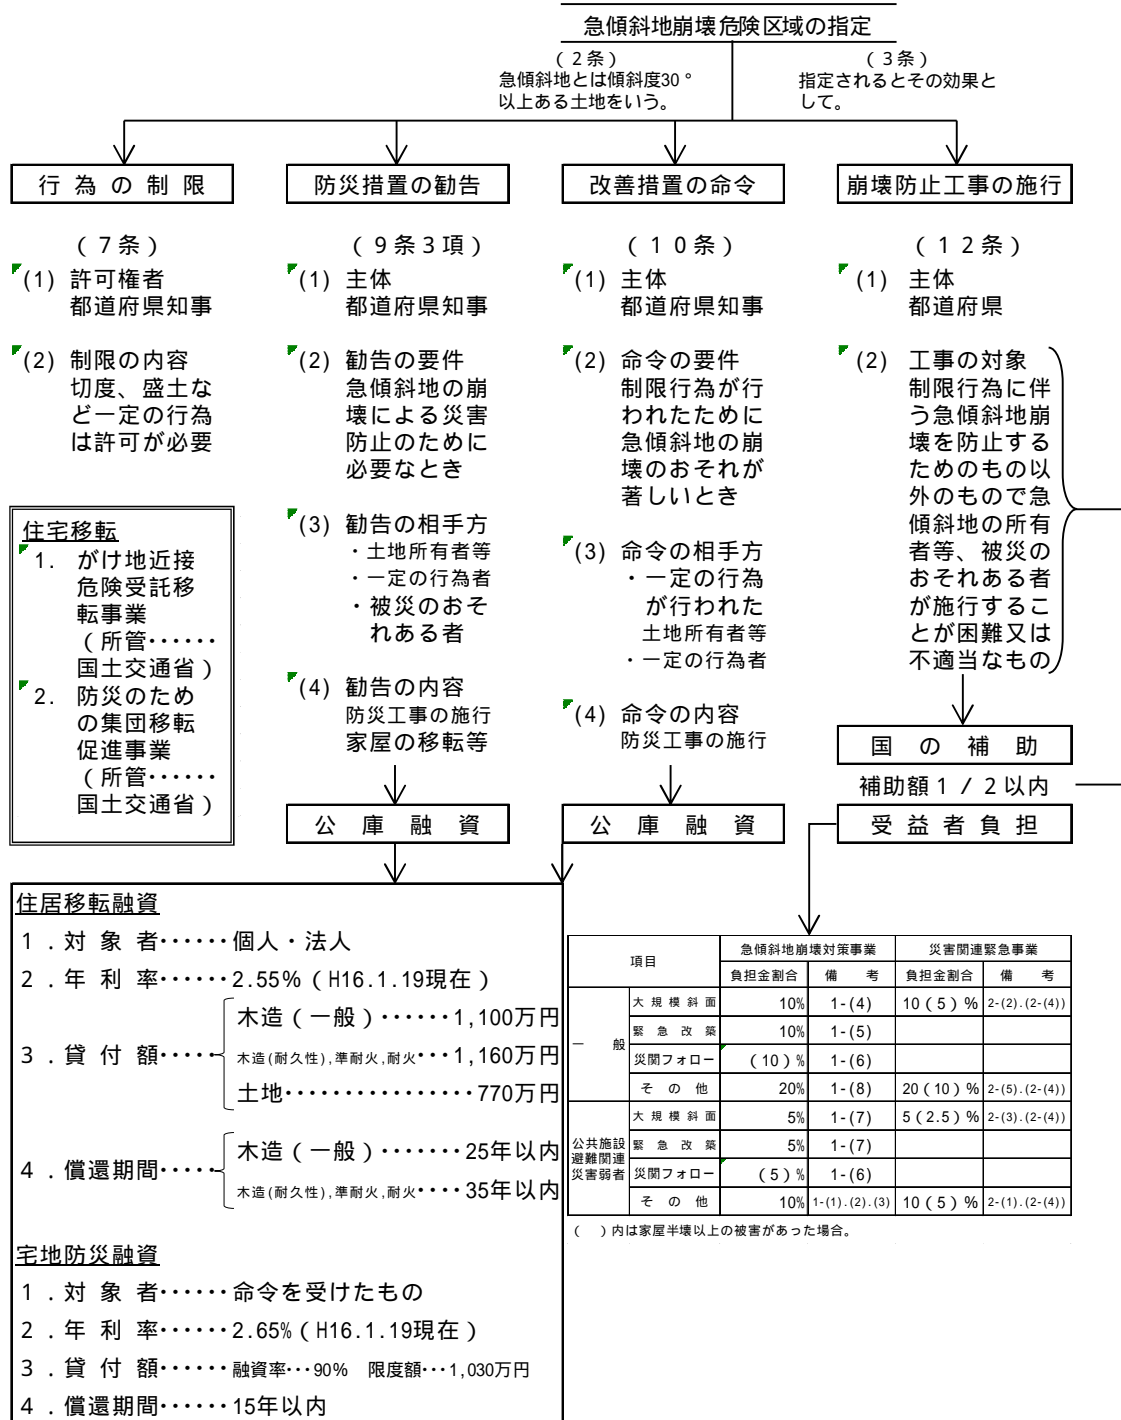 急傾斜地崩壊危険区域の指定
(2条)
急傾斜地とは傾斜度30°
以上ある土地をいう。
(3条)
指定されるとその効果と
して。
行為の制限
(7条)
(1) 許可権者
都道府県知事
(2) 制限の内容
切度、盛土な
ど一定の行為
は許可が必要
住宅移転
1. がけ地近接
危険受託移
転事業
(所管・・・・・・
国土交通省)
2. 防災のため
の集団移転
促進事業
(所管・・・・・・
国土交通省)
防災措置の勧告
(9条3項)
(1) 主体
都道府県知事
(2) 勧告の要件
急傾斜地の崩
壊による災害
防止のために
必要なとき
(3) 勧告の相手方
・土地所有者等
・一定の行為者
・被災のおそ
れある者
(4) 勧告の内容
防災工事の施行
家屋の移転等
公庫融資
改善措置の命令
(10条)
(1) 主体
都道府県知事
(2) 命令の要件
制限行為が行
われたために
急傾斜地の崩
壊のおそれが
著しいとき
(3) 命令の相手方
・一定の行為
が行われた
土地所有者等
・一定の行為者
(4) 命令の内容
防災工事の施行
公庫融資
崩壊防止工事の施行
(12条)
(1) 主体
都道府県
(2) 工事の対象
制限行為に伴
う急傾斜地崩
壊を防止する
ためのもの以
外のもので急
傾斜地の所有
者等、被災の
おそれある者
が施行するこ
とが困難又は
不適当なもの
国の補助
補助額1/2以内
受益者負担
住居移転融資
1.対象者・・・・・・個人・法人
2.年利率・・・・・・2.55%(H16.1.19現在)
3.貸付額・・・・・
木造(一般)・・・・・・1,100万円
木造(耐久性),準耐火,耐火・・・1,160万円
土地・・・・・・・・・・・・・・・・770万円
4.償還期間・・・・・
木造(一般)・・・・・・・25年以内
木造(耐久性),準耐火,耐火・・・・35年以内
宅地防災融資
1.対象者・・・・・・命令を受けたもの
2.年利率・・・・・・2.65%(H16.1.19現在)
3.貸付額・・・・・・融資率・・・90% 限度額・・・1,030万円
4.償還期間・・・・・・15年以内
項目 急傾斜地崩壊対策事業 災害関連緊急事業
負担金割合 備考 負担金割合 備考
一般 大規模斜面 10% 1-(4) 10(5)% 2-(2).(2-(4))
緊急改築 10% 1-(5)
災関フォロー (10)% 1-(6)
その他 20% 1-(8) 20(10)% 2-(5).(2-(4))
公共施設
避難関連
災害弱者
大規模斜面 5% 1-(7) 5(2.5)% 2-(3).(2-(4))
緊急改築 5% 1-(7)
災関フォロー (5)% 1-(6)
その他 10% 1-(1).(2).(3) 10(5)% 2-(1).(2-(4))
( )内は家屋半壊以上の被害があった場合。